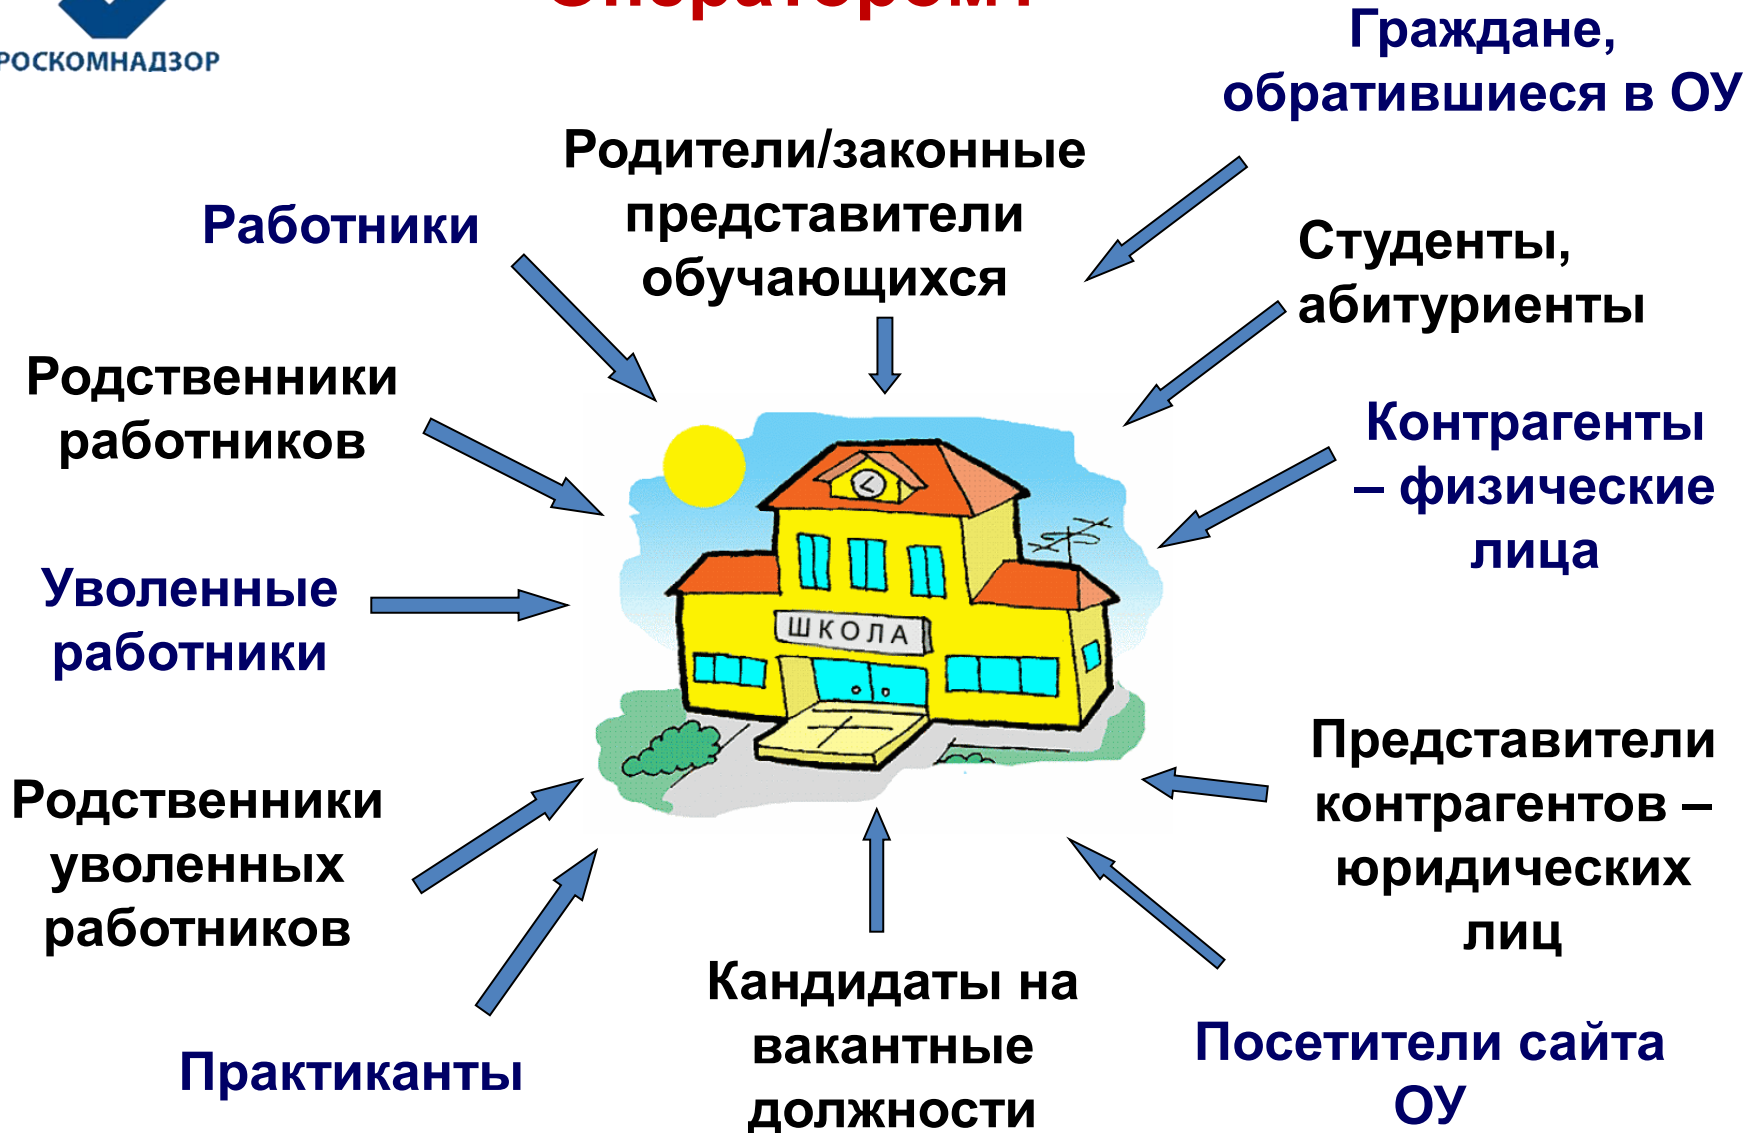 РОСКОМНАДЗОР
Граждане,
обратившиеся в ОУ
Родители/законные
представители
обучающихся
Работники
Студенты,
абитуриенты
Родственники
работников
Контрагенты
– физические
лица
Уволенные
работники
ШКОЛА
Представители
контрагентов –
юридических
лиц
Родственники
уволенных
работников
Кандидаты на
вакантные
должности
Практиканты
Посетители сайта
ОУ